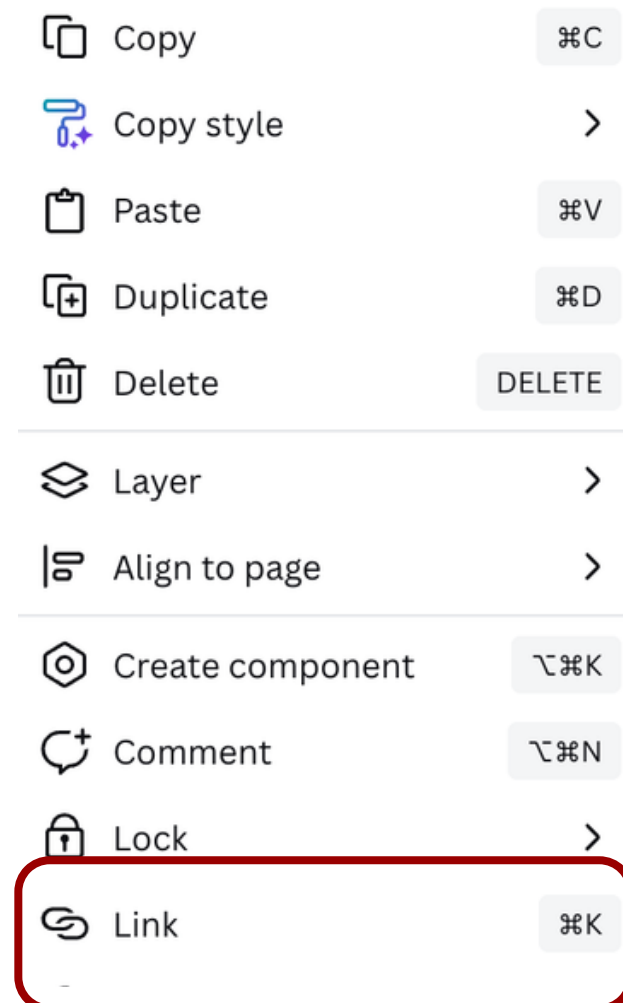 Copy ⌘C
Copy style
Paste ⌘V
Duplicate ⌘D
Delete DELETE
Layer
Align to page
Create component ⌥⌘K
Comment ⌥⌘N
Lock
Link ⌘K